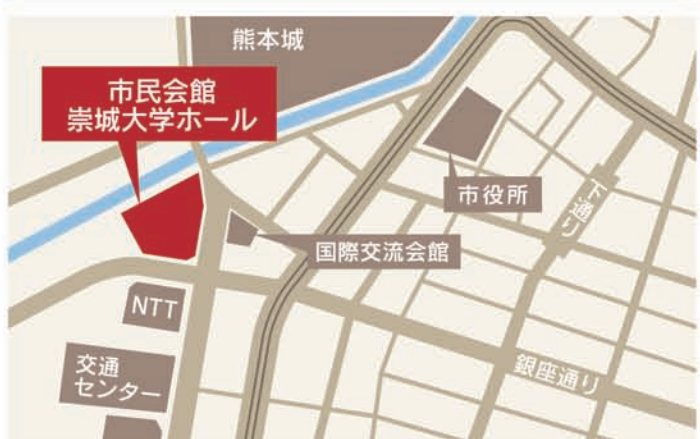 熊本城
市民会館
崇城大学ホール
市役所
下通り
国際交流会館
NTT
交通
センター
銀座通り